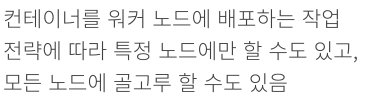 컨테이너를 워커 노드에 배포하는 작업
전략에 따라 특정 노드에만 할 수도 있고,
모든 노드에 골고루 할 수도 있음